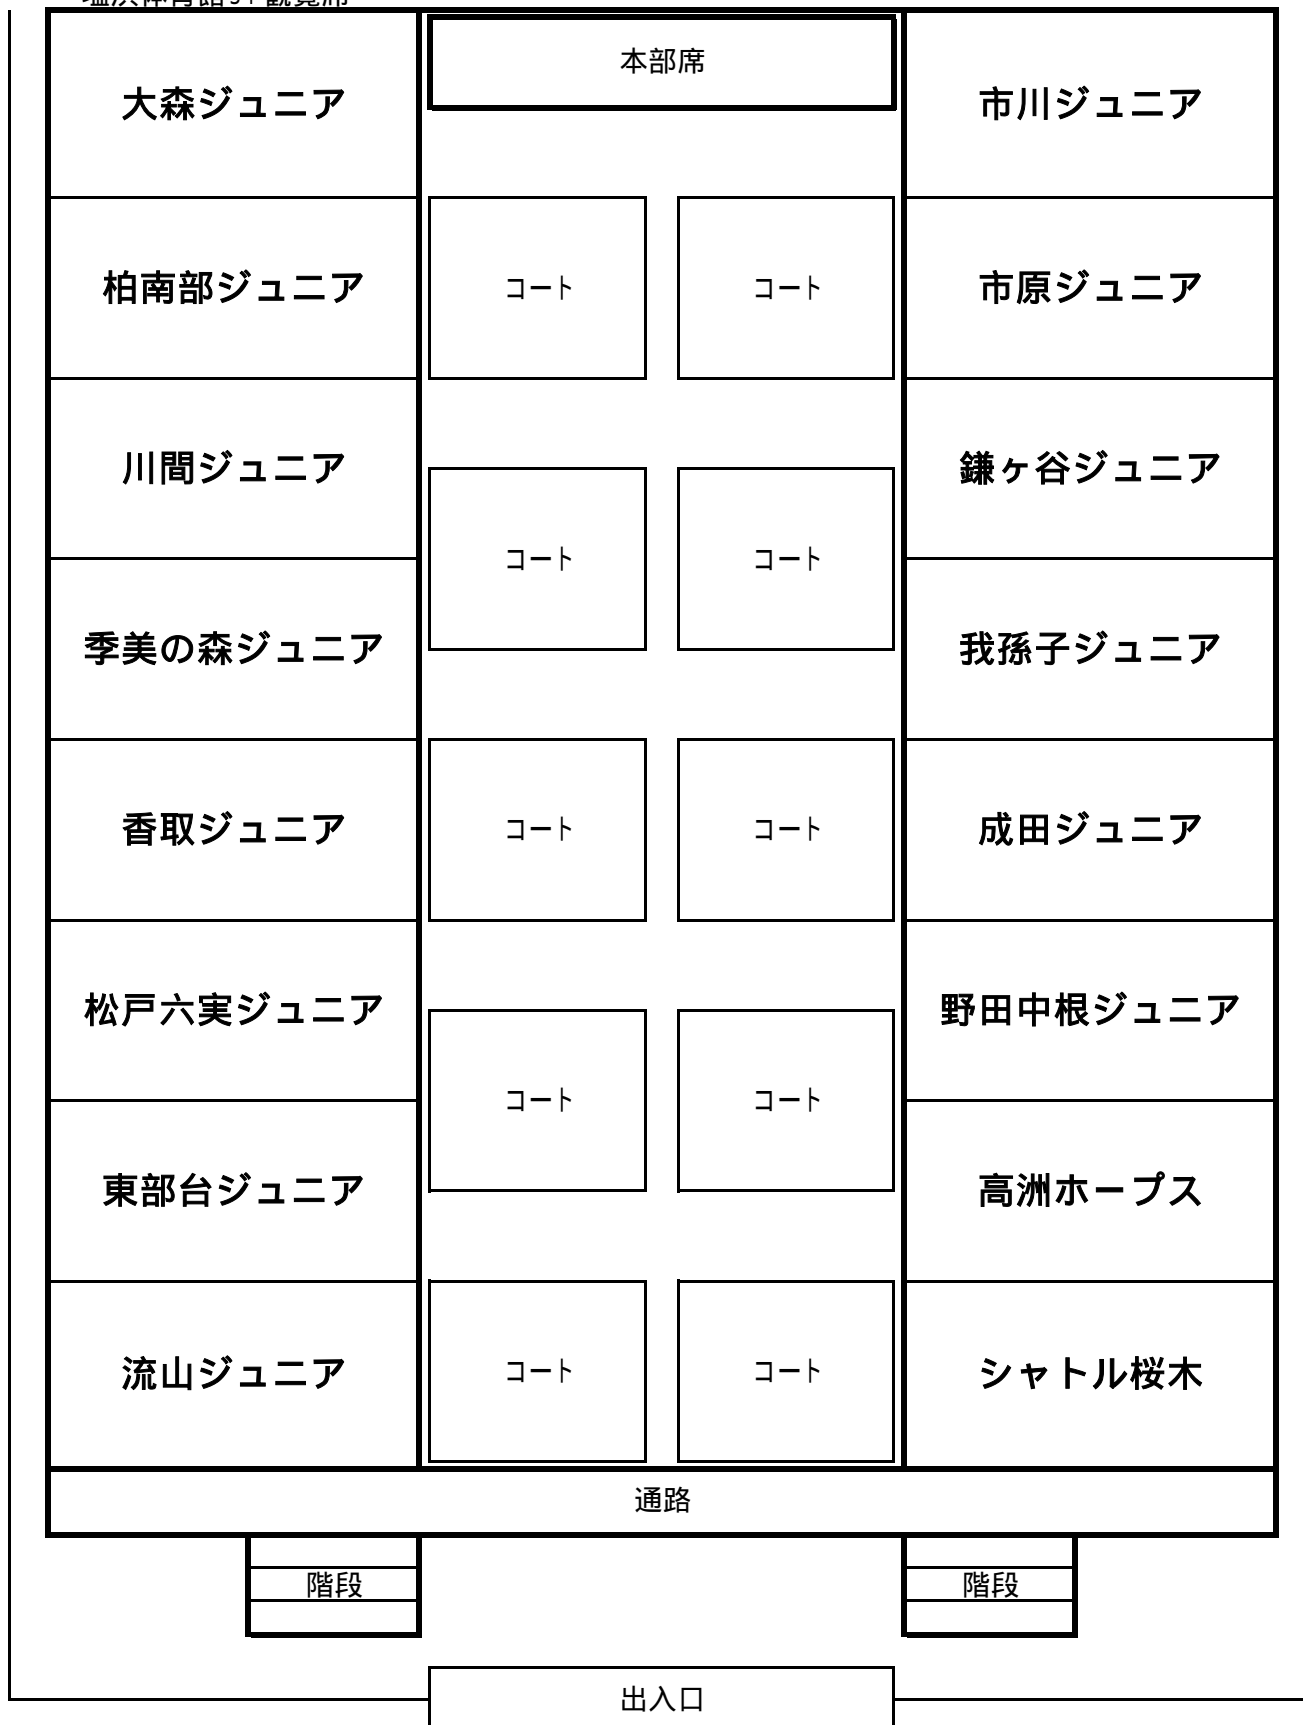 本部席
大森ジュニア
市川ジュニア
柏南部ジュニア
コート
コート
市原ジュニア
川間ジュニア
鎌ヶ谷ジュニア
コート
コート
季美の森ジュニア
我孫子ジュニア
香取ジュニア
コート
コート
成田ジュニア
松戸六実ジュニア
野田中根ジュニア
コート
コート
東部台ジュニア
高洲ホープス
流山ジュニア
コート
コート
シャトル桜木
通路
階段
階段
出入口